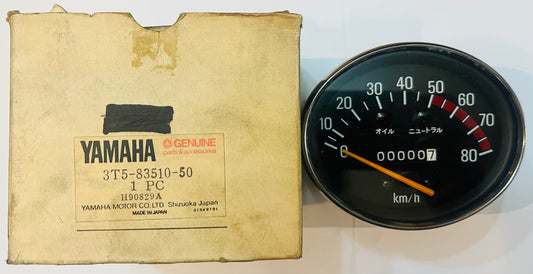 YAMAHA
GENUINE
parts & accessories
3T5-83510-50
1 PC
H90829A
YAMAHA MOTOR CO.LTD Shizuoka Japan
MADE IN JAPAN
0 10 20 30 40 50 60 70 80
オイル ニュートラル
000007
km/h